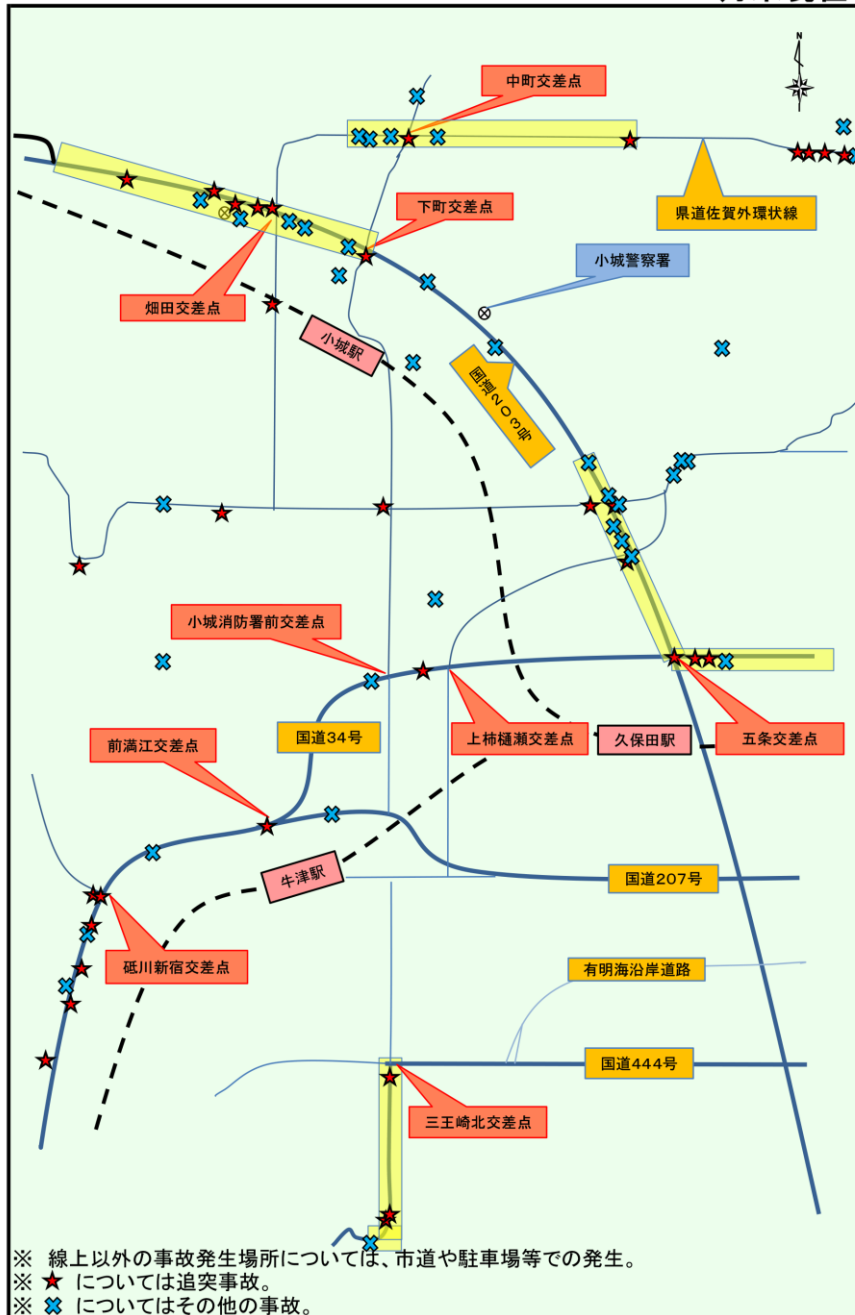 N
中町交差点
県道佐賀外環状線
下町交差点
小城警察署
畑田交差点
小城駅
国道203号
小城消防署前交差点
国道34号
上柿樋瀬交差点
久保田駅
五条交差点
前満江交差点
牛津駅
国道207号
砥川新宿交差点
有明海沿岸道路
国道444号
三王崎北交差点
※ 線上以外の事故発生場所については、市道や駐車場等での発生。
※ ★ については追突事故。
※ ✖ についてはその他の事故。